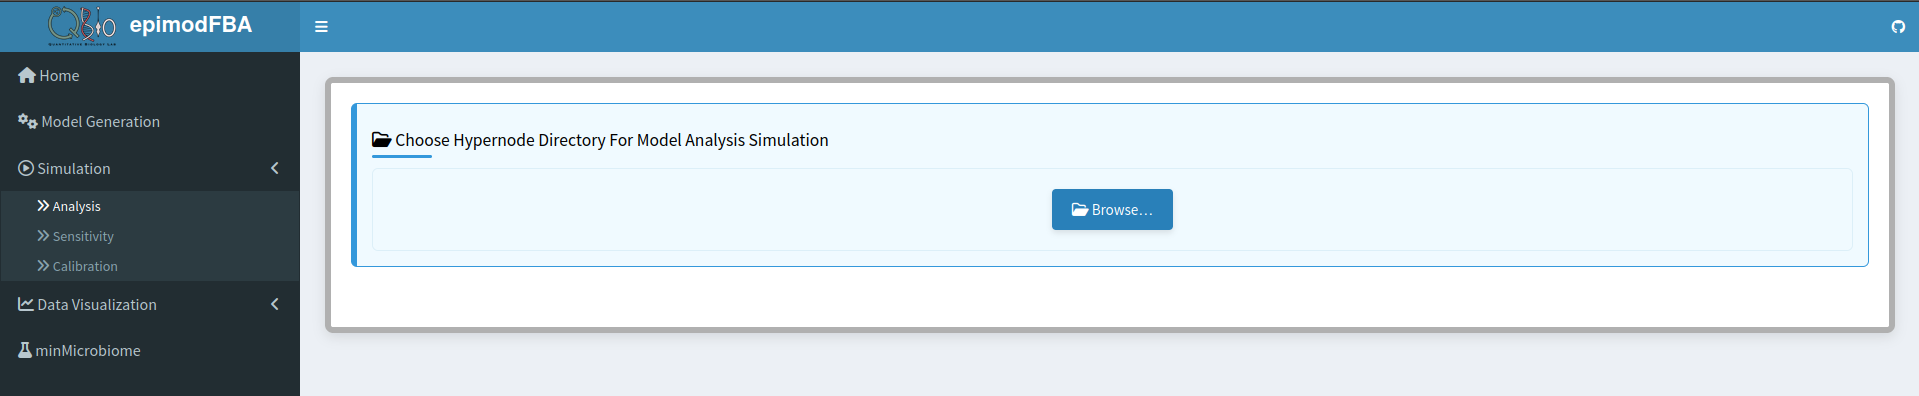 QBio
QUANTITATIVE BIOLOGY LAB
epimodFBA
Home
Model Generation
Simulation
Analysis
Sensitivity
Calibration
Data Visualization
minMicrobiome
Choose Hypernode Directory For Model Analysis Simulation
Browse...